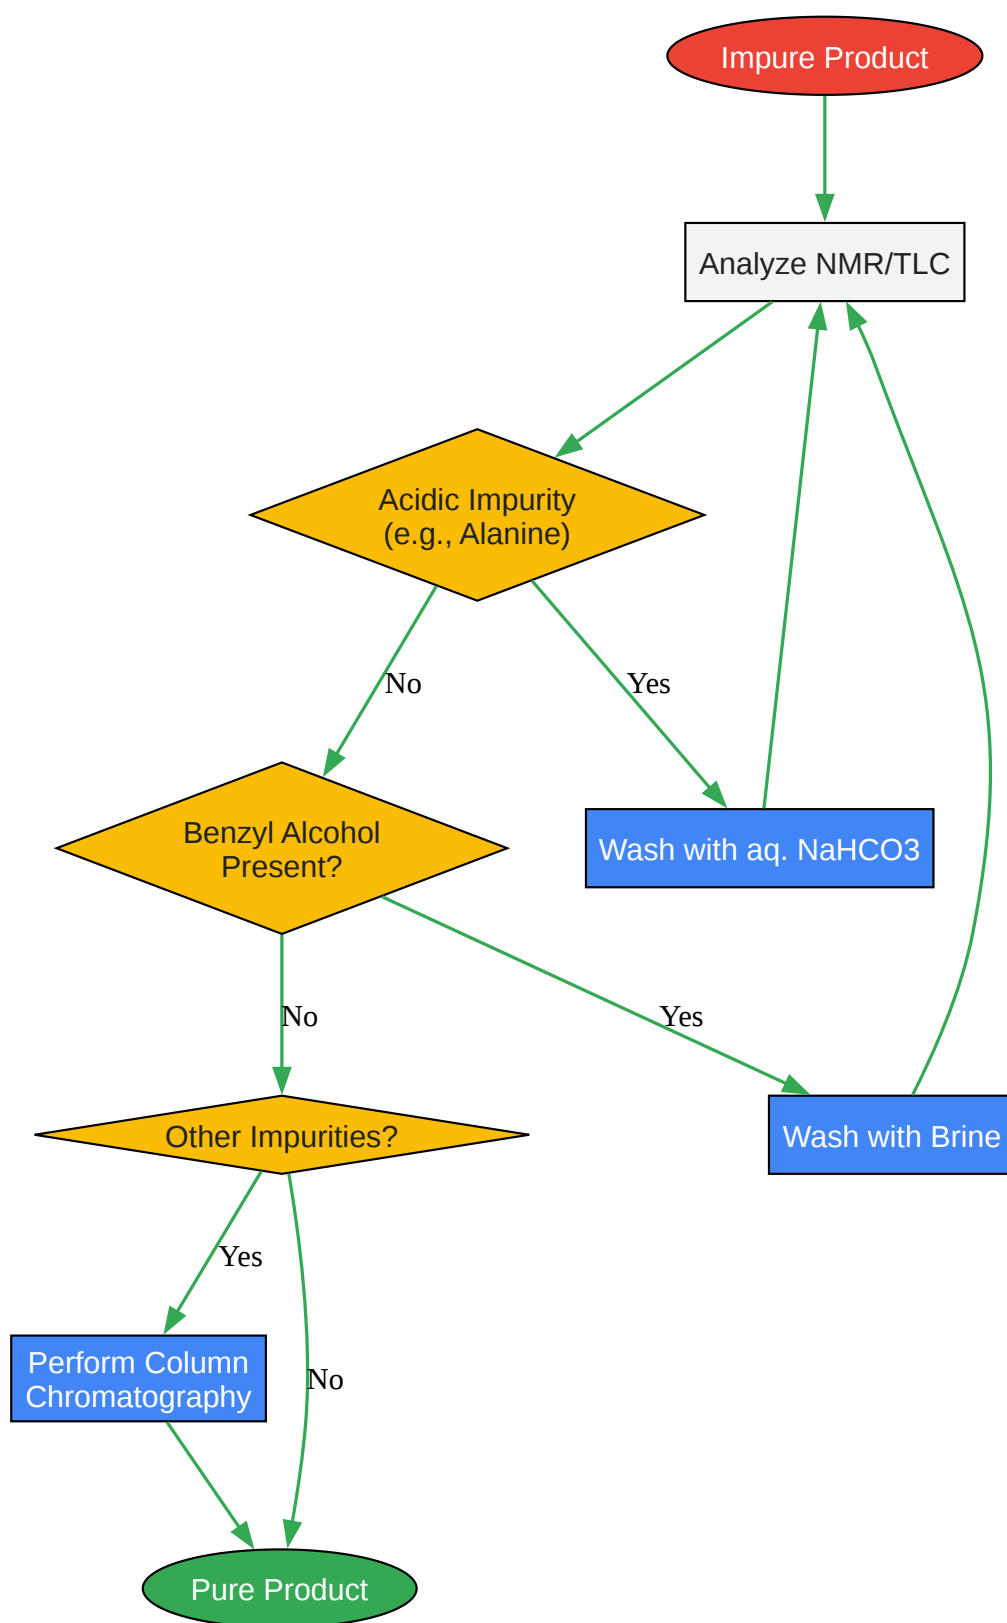 Impure Product
Analyze NMR/TLC
Acidic Impurity
(e.g., Alanine)
No
Yes
Benzyl Alcohol
Present?
Wash with aq. NaHCO3
No
Yes
Other Impurities?
Wash with Brine
Yes
Perform Column
Chromatography
No
Pure Product